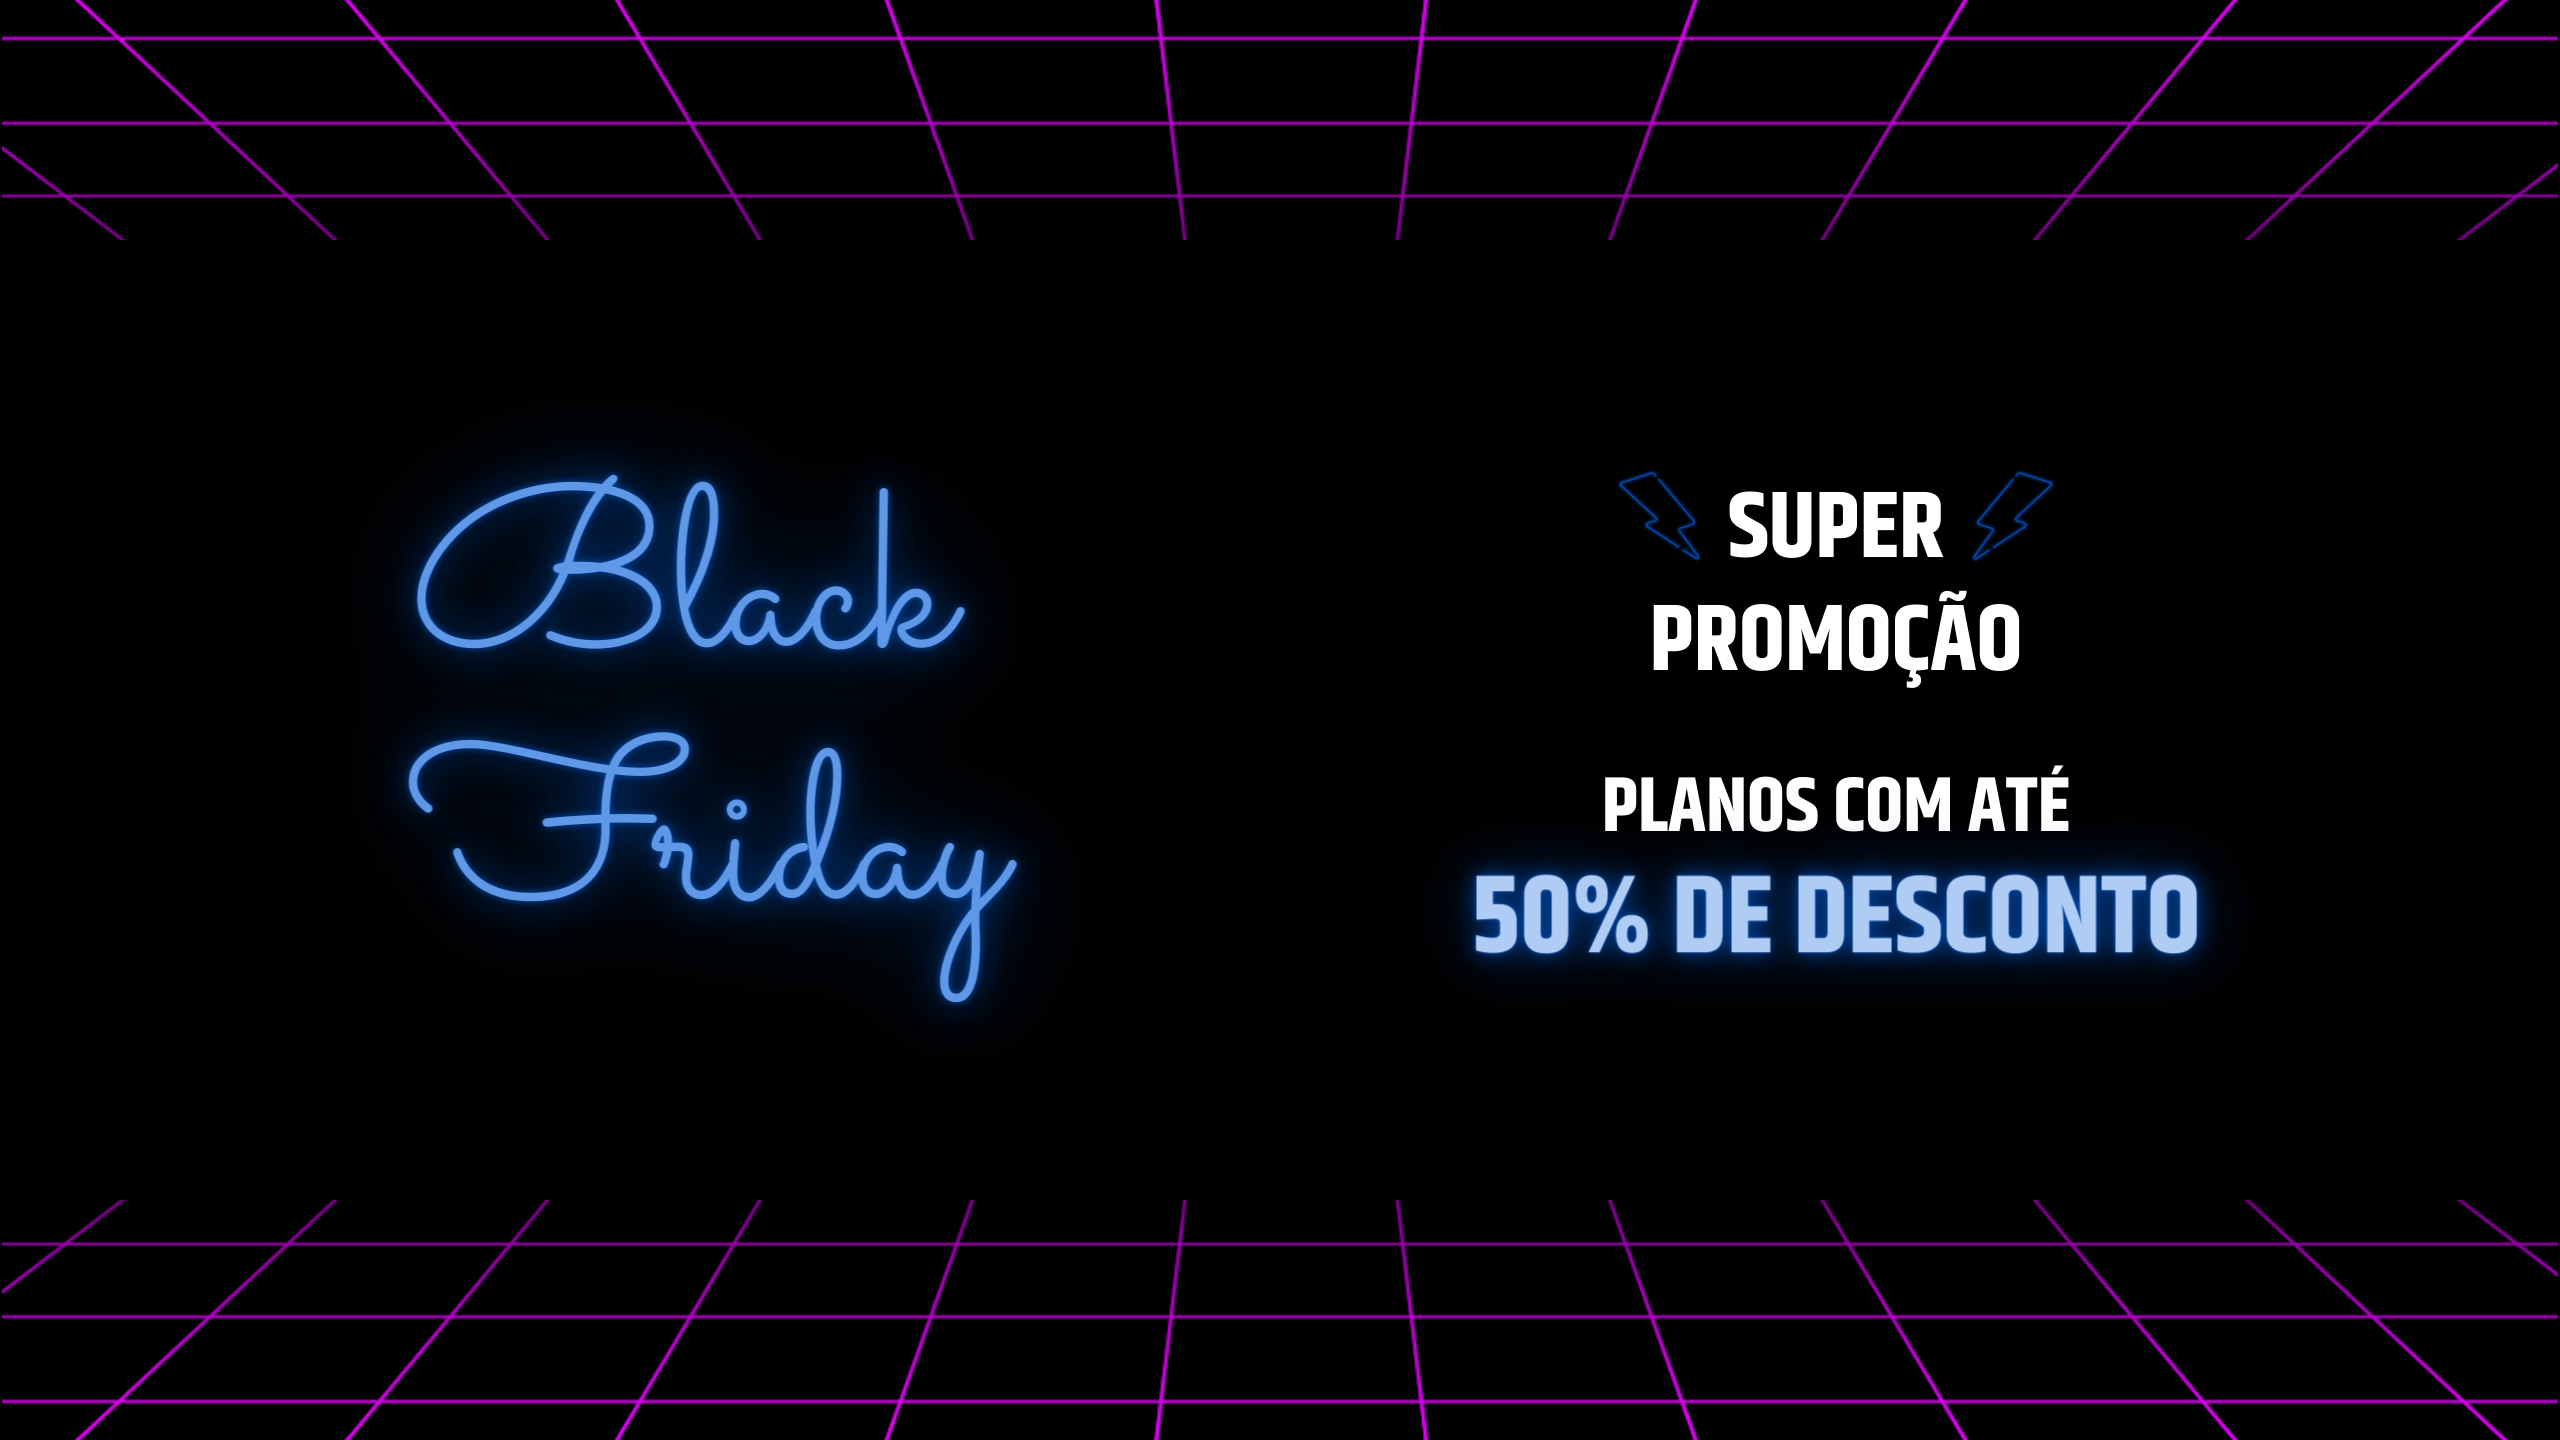 Black
Friday
SUPER
PROMOÇÃO
PLANOS COM ATÉ
50% DE DESCONTO